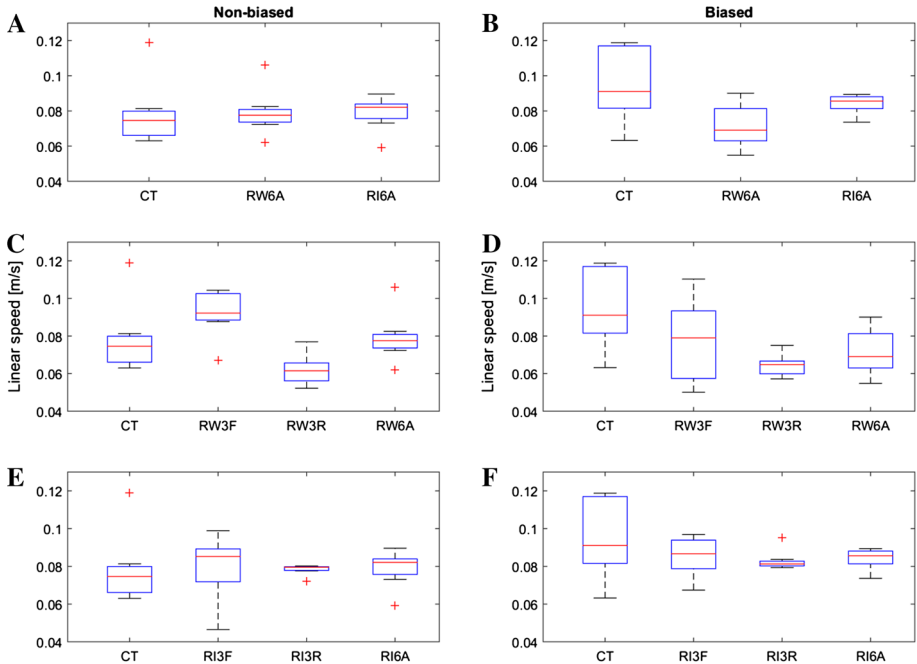 Non-biased
Biased
A
0.12
0.1
0.08
0.06
0.04
CT RW6A RI6A
B
0.12
0.1
0.08
0.06
0.04
CT RW6A RI6A
C
Linear speed [m/s]
0.12
0.1
0.08
0.06
0.04
CT RW3F RW3R RW6A
D
Linear speed [m/s]
0.12
0.1
0.08
0.06
0.04
CT RW3F RW3R RW6A
E
0.12
0.1
0.08
0.06
0.04
CT RI3F RI3R RI6A
F
0.12
0.1
0.08
0.06
0.04
CT RI3F RI3R RI6A